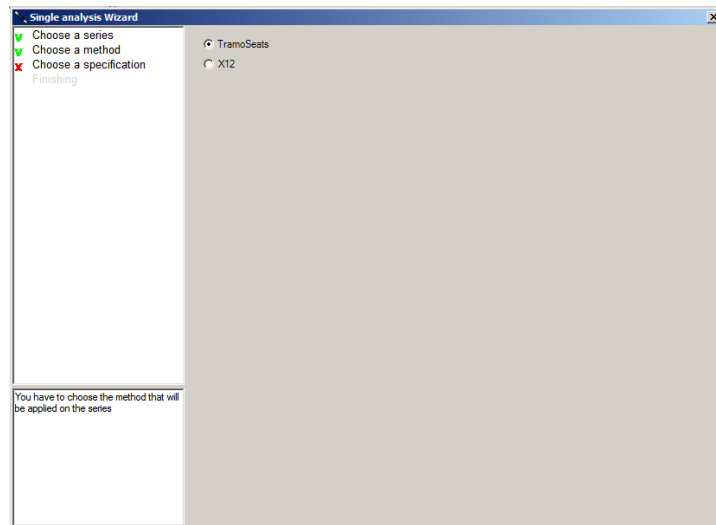 Single analysis Wizard
v Choose a series
v Choose a method
x Choose a specification
Finishing
TramoSeats
X12
You have to choose the method that will
be applied on the series